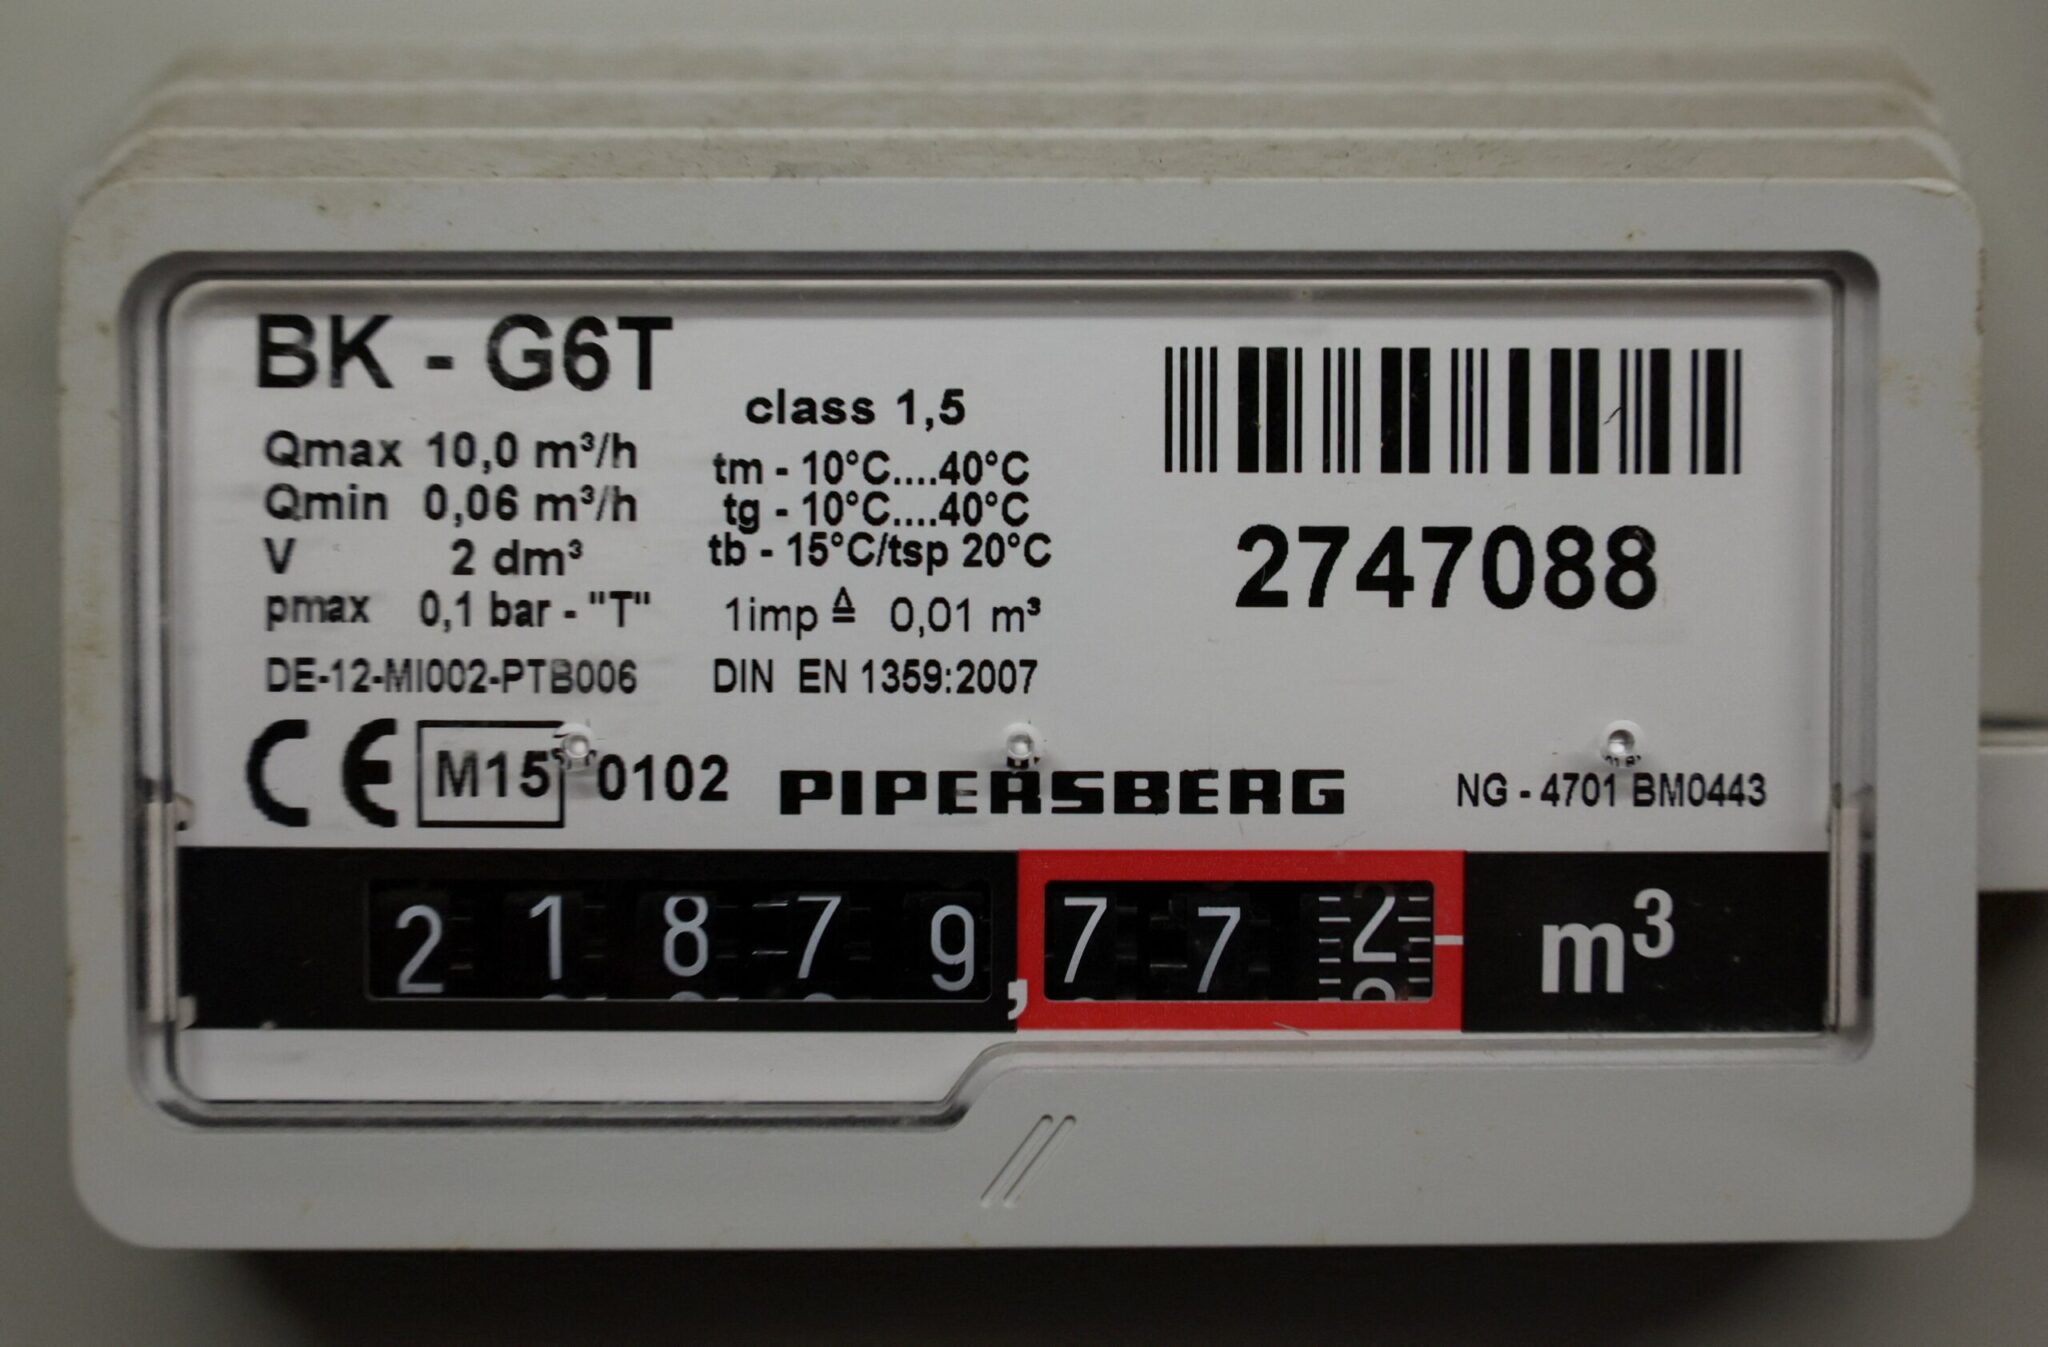 BK - G6T
class 1,5
Qmax 10,0 m³/h
Qmin 0,06 m³/h
V 2 dm³
pmax 0,1 bar - "T"
DE-12-MI002-PTB006
tm - 10°C....40°C
tg - 10°C....40°C
tb - 15°C/tsp 20°C
1imp ≙ 0,01 m³
DIN EN 1359:2007
2747088
CE M15 0102
PIPERSBERG
NG - 4701 BM0443
21879,772 m³